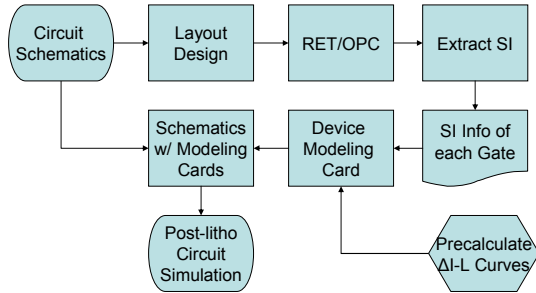 Circuit
Schematics
Layout
Design
RET/OPC
Extract SI
Schematics
w/ Modeling
Cards
Device
Modeling
Card
SI Info of
each Gate
Post-litho
Circuit
Simulation
Precalculate
ΔI-L Curves